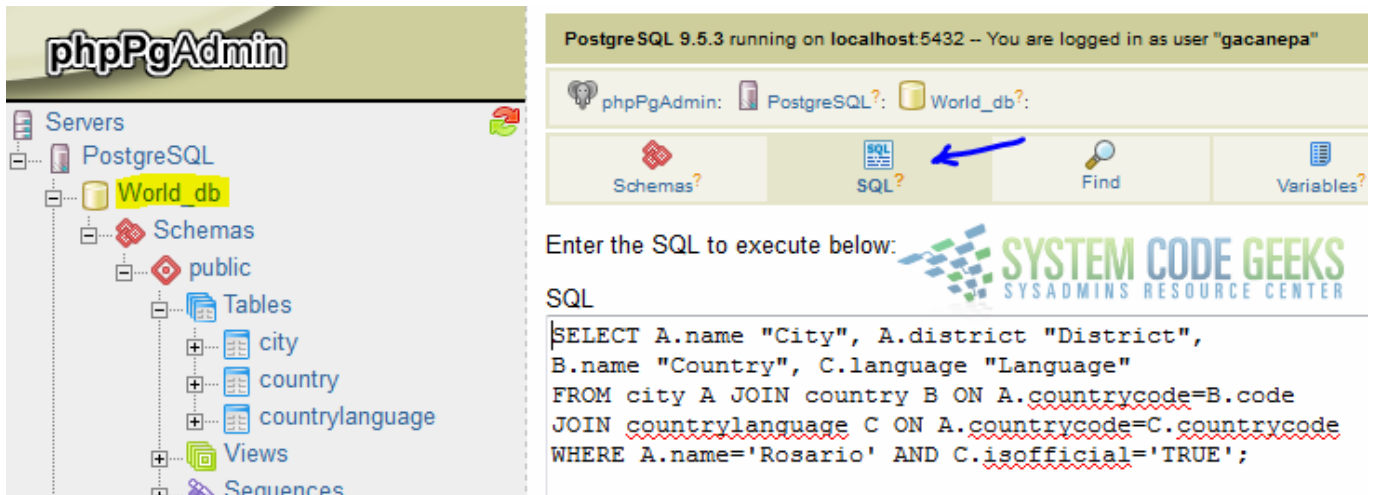 phpPgAdmin
Servers
PostgreSQL
World_db
Schemas
public
Tables
city
country
countrylanguage
Views
Sequences
PostgreSQL 9.5.3 running on localhost:5432 -- You are logged in as user "gacanepa"
phpPgAdmin: PostgreSQL?: World_db?:
Schemas? SQL? Find Variables?
Enter the SQL to execute below:
SYSTEM CODE GEEKS
SYSADMINS RESOURCE CENTER
SQL
SELECT A.name "City", A.district "District",
B.name "Country", C.language "Language"
FROM city A JOIN country B ON A.countrycode=B.code
JOIN countrylanguage C ON A.countrycode=C.countrycode
WHERE A.name='Rosario' AND C.isofficial='TRUE';